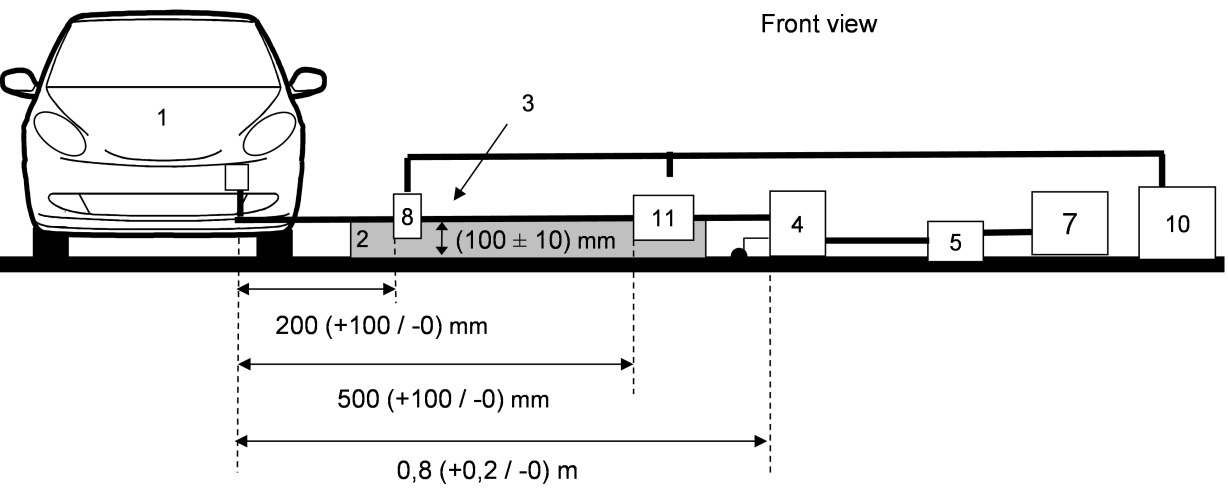 Front view
3
1
8
11
4
7
10
2
(100 ± 10) mm
5
200 (+100 / -0) mm
500 (+100 / -0) mm
0,8 (+0,2 / -0) m